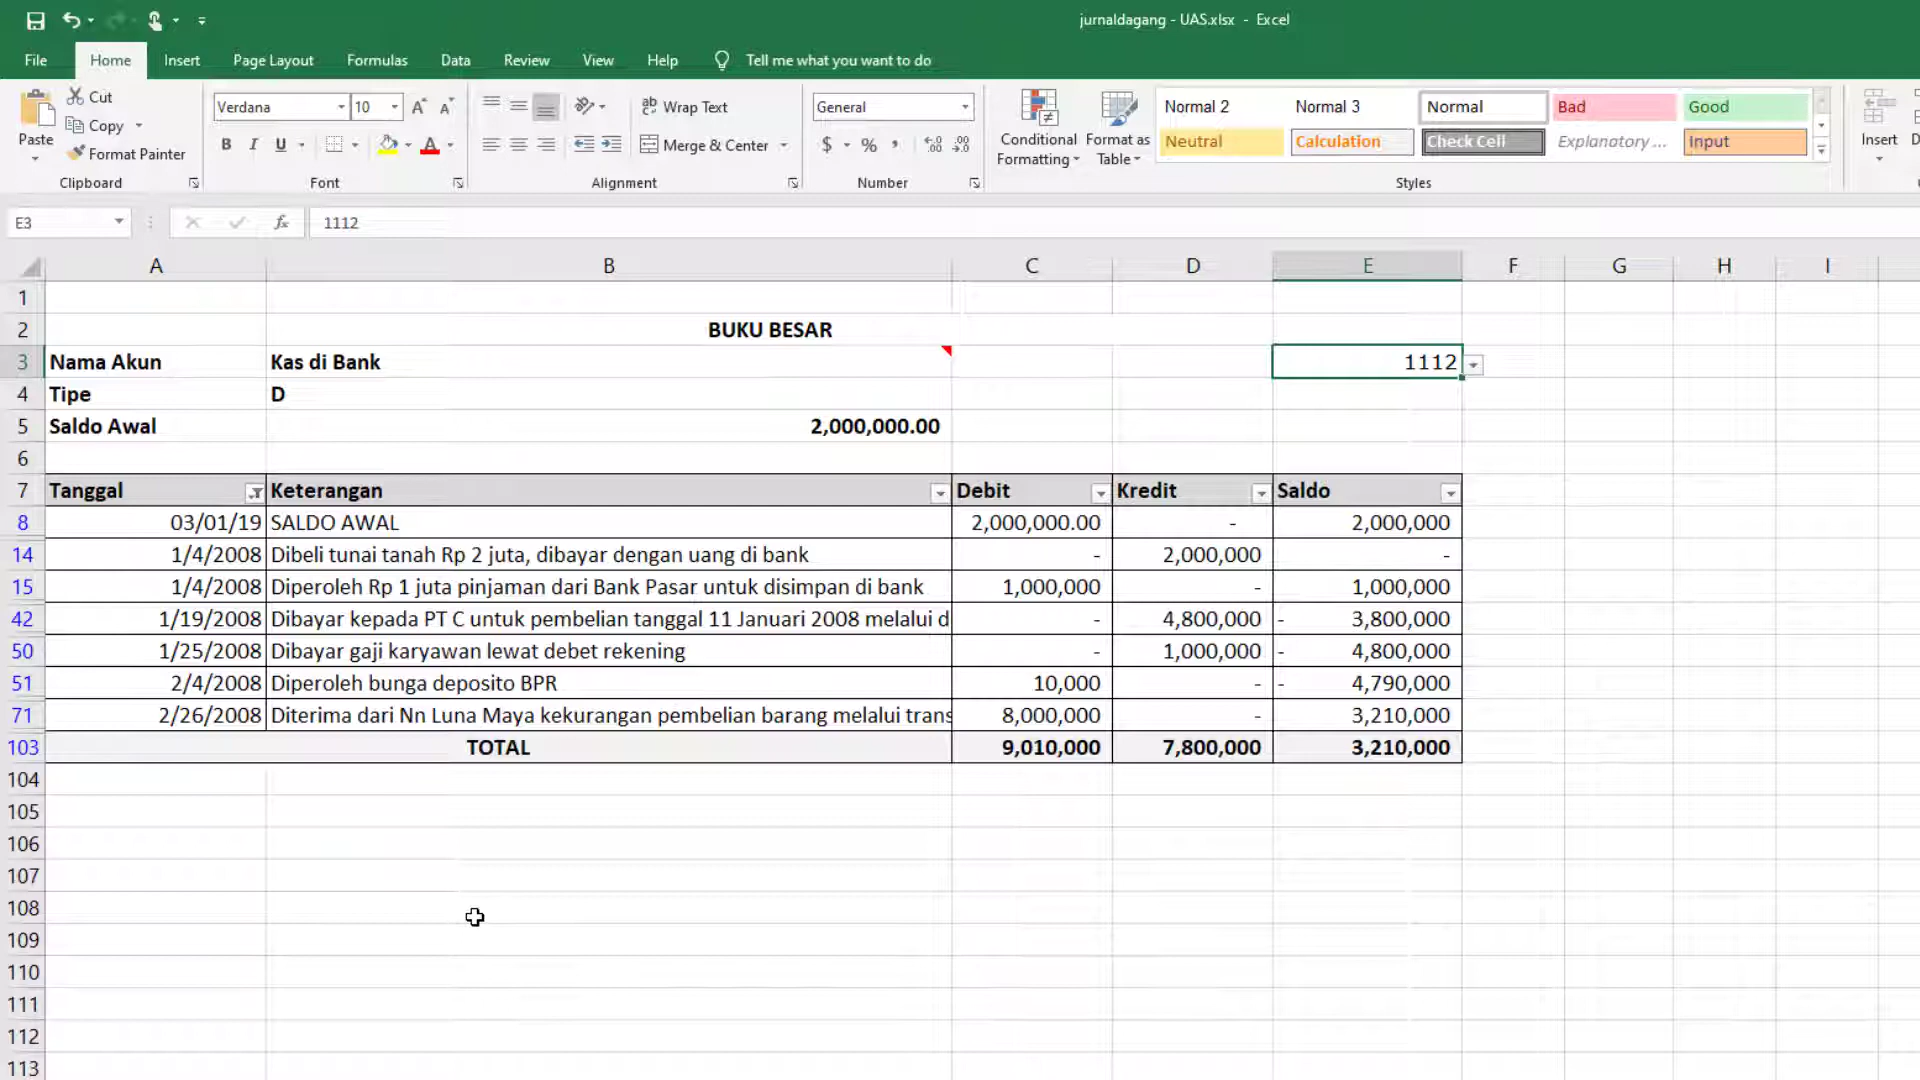 jurnaldagang - UAS.xlsx - Excel
File Home Insert Page Layout Formulas Data Review View Help Tell me what you want to do
Paste
Cut
Copy
Format Painter
Clipboard
Verdana 10
B I U
Font
Wrap Text
Merge & Center
Alignment
General
$ % ,
Number
Conditional Formatting
Format as Table
Normal 2 Normal 3 Normal Bad Good
Neutral Calculation Check Cell Explanatory ... Input
Styles
Insert
E3 fx 1112
A B C D E F G H I
1
2 BUKU BESAR
3 Nama Akun Kas di Bank 1112
4 Tipe D
5 Saldo Awal 2,000,000.00
6
7 Tanggal Keterangan Debit Kredit Saldo
8 03/01/19 SALDO AWAL 2,000,000.00 - 2,000,000
14 1/4/2008 Dibeli tunai tanah Rp 2 juta, dibayar dengan uang di bank - 2,000,000 -
15 1/4/2008 Diperoleh Rp 1 juta pinjaman dari Bank Pasar untuk disimpan di bank 1,000,000 - 1,000,000
42 1/19/2008 Dibayar kepada PT C untuk pembelian tanggal 11 Januari 2008 melalui d - 4,800,000 - 3,800,000
50 1/25/2008 Dibayar gaji karyawan lewat debet rekening - 1,000,000 - 4,800,000
51 2/4/2008 Diperoleh bunga deposito BPR 10,000 - - 4,790,000
71 2/26/2008 Diterima dari Nn Luna Maya kekurangan pembelian barang melalui trans 8,000,000 - 3,210,000
103 TOTAL 9,010,000 7,800,000 3,210,000
104
105
106
107
108
109
110
111
112
113